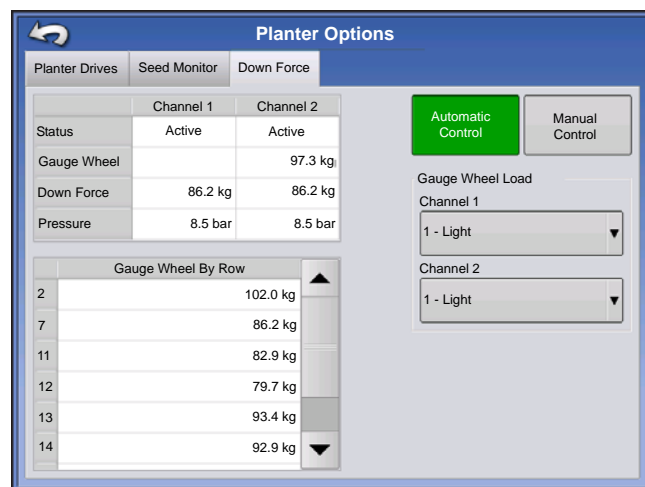 Planter Options
Planter Drives Seed Monitor Down Force
Channel 1 Channel 2
Status Active Active
Gauge Wheel 97.3 kg
Down Force 86.2 kg 86.2 kg
Pressure 8.5 bar 8.5 bar
Gauge Wheel By Row
2 102.0 kg
7 86.2 kg
11 82.9 kg
12 79.7 kg
13 93.4 kg
14 92.9 kg
Automatic
Control
Manual
Control
Gauge Wheel Load
Channel 1
1 - Light
Channel 2
1 - Light